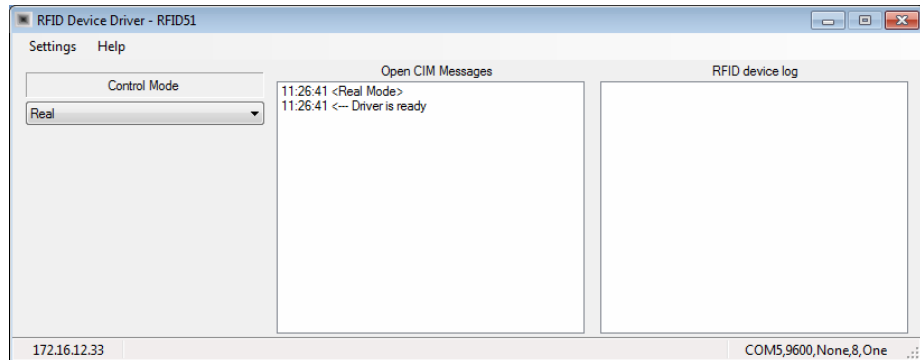 RFID Device Driver - RFID51
Settings Help
Control Mode
Real
Open CIM Messages
11:26:41 <Real Mode>
11:26:41 <--- Driver is ready
RFID device log
172.16.12.33
COM5,9600,None,8,One